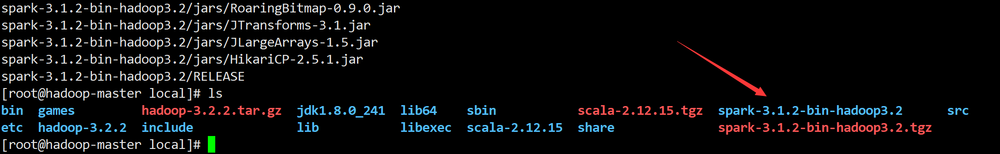 spark-3.1.2-bin-hadoop3.2/jars/RoaringBitmap-0.9.0.jar
spark-3.1.2-bin-hadoop3.2/jars/JTransforms-3.1.jar
spark-3.1.2-bin-hadoop3.2/jars/JLargeArrays-1.5.jar
spark-3.1.2-bin-hadoop3.2/jars/HikariCP-2.5.1.jar
spark-3.1.2-bin-hadoop3.2/RELEASE
[root@hadoop-master local]# ls
bin  games         hadoop-3.2.2.tar.gz  jdk1.8.0_241  lib64    sbin           scala-2.12.15.tgz  spark-3.1.2-bin-hadoop3.2      src
etc  hadoop-3.2.2  include              lib           libexec  scala-2.12.15  share              spark-3.1.2-bin-hadoop3.2.tgz
[root@hadoop-master local]#